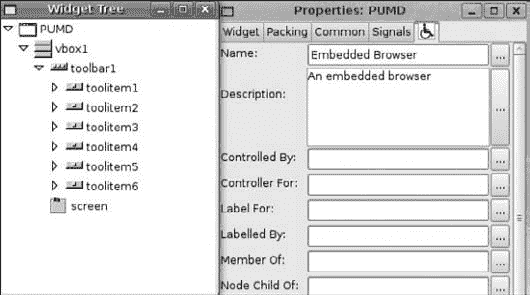 Widget Tree
PUMD
vbox1
toolbar1
toolitem1
toolitem2
toolitem3
toolitem4
toolitem5
toolitem6
screen
Properties: PUMD
Widget Packing Common Signals
Name: Embedded Browser ...
Description: An embedded browser ...
Controlled By: ...
Controller For: ...
Label For: ...
Labelled By: ...
Member Of: ...
Node Child Of: ...